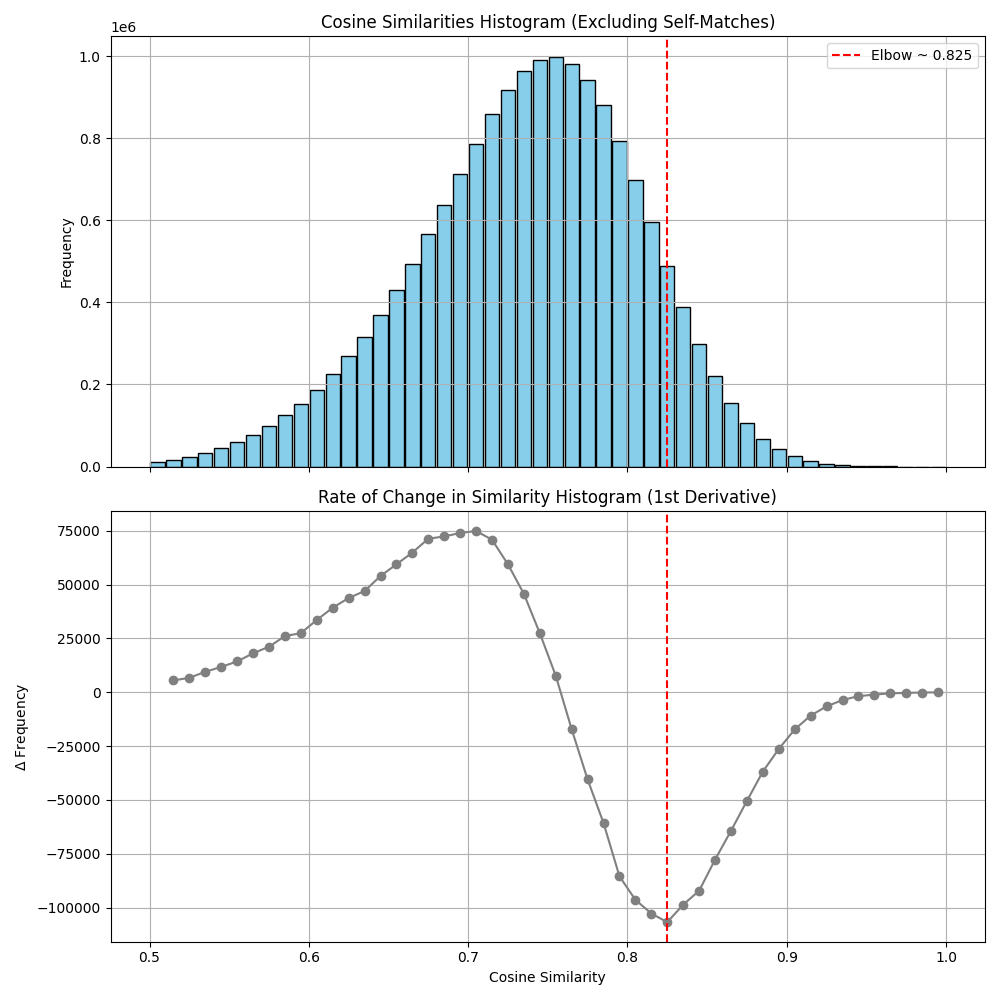 Cosine Similarities Histogram (Excluding Self-Matches)
1e6
Elbow ~ 0.825
1.0
0.8
0.6
0.4
0.2
0.0
Frequency
Rate of Change in Similarity Histogram (1st Derivative)
75000
50000
25000
0
−25000
−50000
−75000
−100000
Δ Frequency
0.5 0.6 0.7 0.8 0.9 1.0
Cosine Similarity